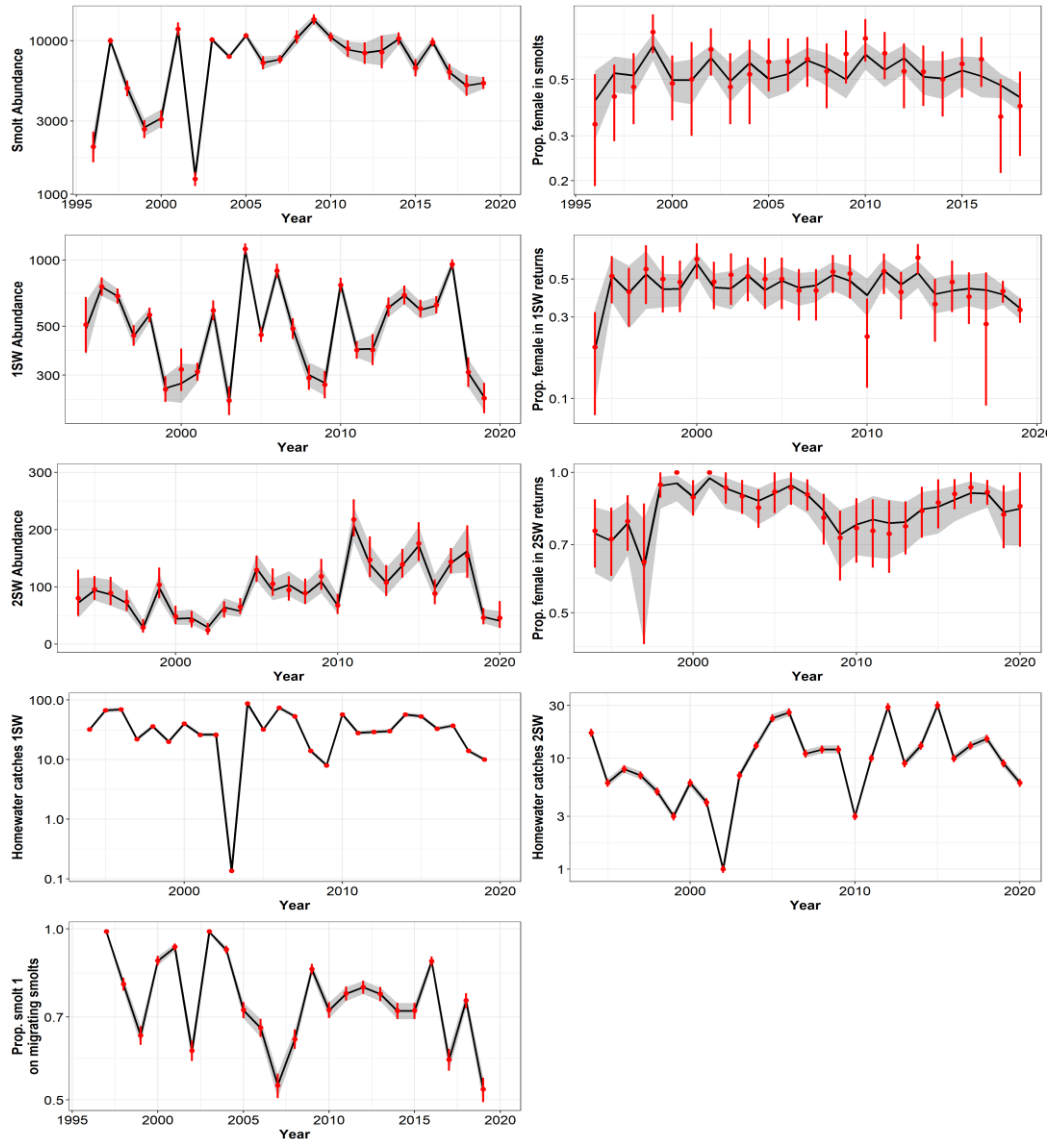 Smolt Abundance
10000
3000
1000
1995 2000 2005 2010 2015 2020
Year
Prop. female in smolts
0.5
0.3
0.2
1995 2000 2005 2010 2015
Year
1SW Abundance
1000
500
300
2000 2010 2020
Year
Prop. female in 1SW returns
0.5
0.3
0.1
2000 2010 2020
Year
2SW Abundance
300
200
100
0
2000 2010 2020
Year
Prop. female in 2SW returns
1.0
0.7
0.5
2000 2010 2020
Year
Homewater catches 1SW
100.0
10.0
1.0
0.1
2000 2010 2020
Year
Homewater catches 2SW
30
10
3
1
2000 2010 2020
Year
Prop. smolt 1
on migrating smolts
1.0
0.7
0.5
1995 2000 2005 2010 2015 2020
Year